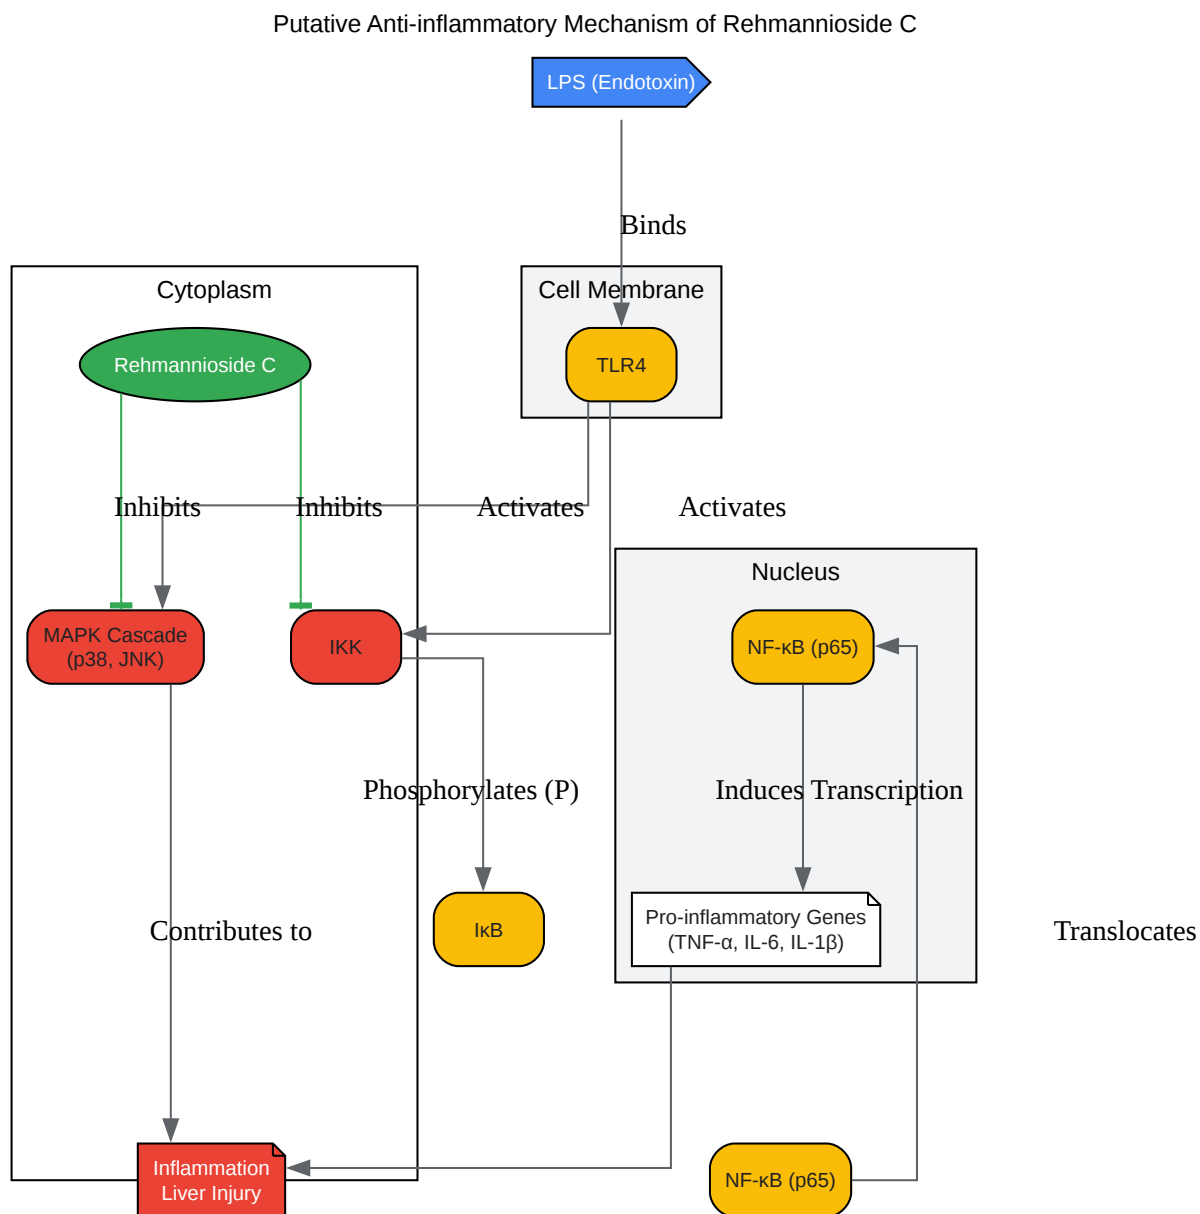 Putative Anti-inflammatory Mechanism of Rehmannioside C
LPS (Endotoxin)
Binds
Cytoplasm
Cell Membrane
Rehmannioside C
TLR4
Inhibits
Inhibits
Activates
Activates
Nucleus
MAPK Cascade
(p38, JNK)
IKK
NF-κB (p65)
Phosphorylates (P)
Induces Transcription
Contributes to
IκB
Pro-inflammatory Genes
(TNF-α, IL-6, IL-1β)
Translocates
Inflammation
Liver Injury
NF-κB (p65)